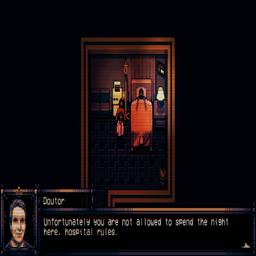 Doutor
Unfortunately you are not allowed to spend the night
here, hospital rules.